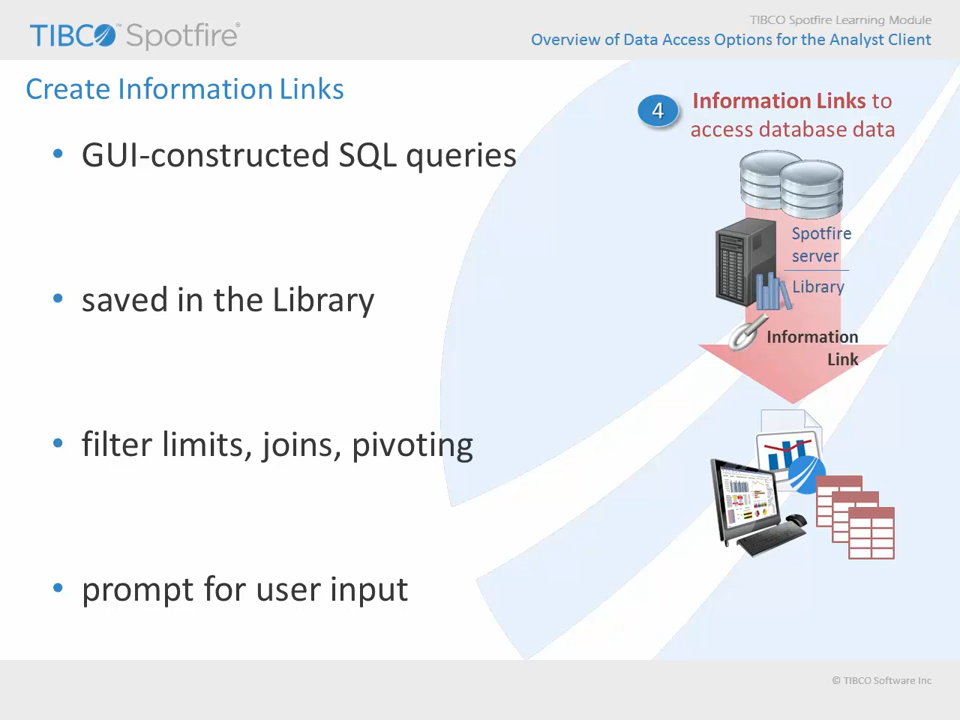 TIBCO™ Spotfire®
TIBCO Spotfire Learning Module
Overview of Data Access Options for the Analyst Client
Create Information Links
• GUI-constructed SQL queries
• saved in the Library
• filter limits, joins, pivoting
• prompt for user input
4
Information Links to
access database data
Spotfire
server
Library
Information
Link
© TIBCO Software Inc